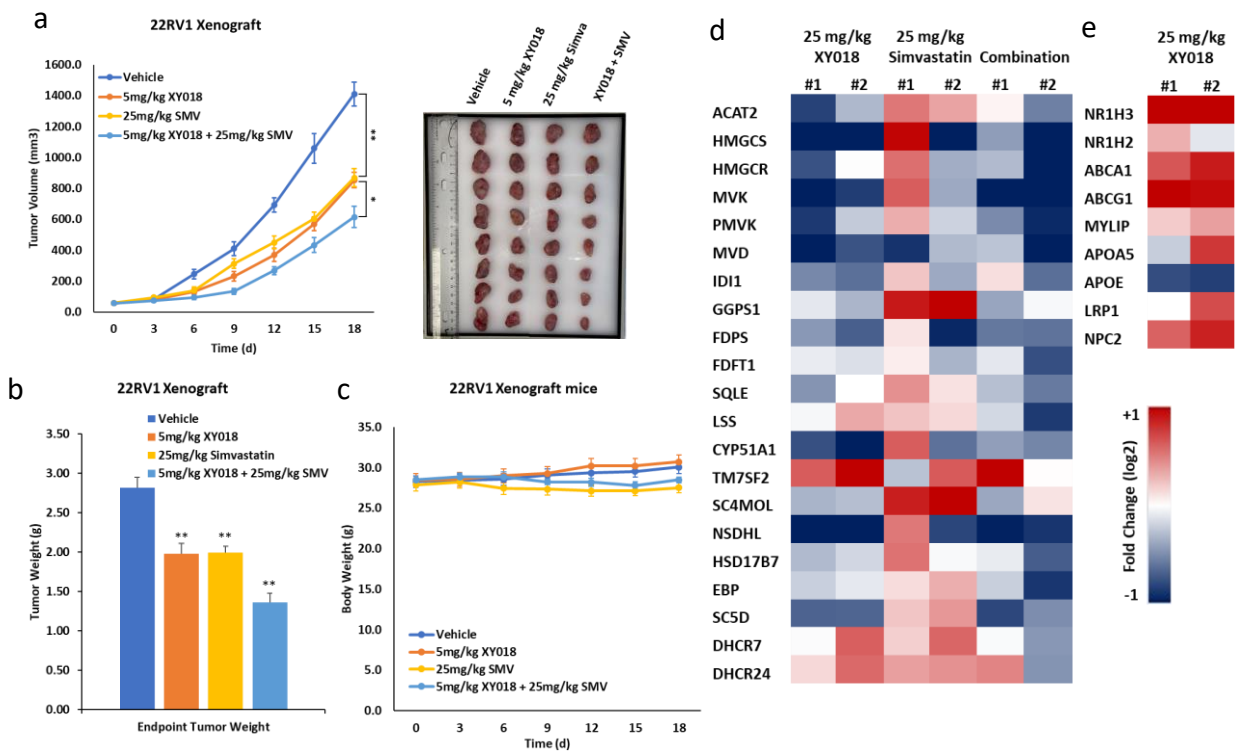 a
22RV1 Xenograft
Tumor Volume (mm3)
1600.0
1400.0
1200.0
1000.0
800.0
600.0
400.0
200.0
0.0
Vehicle
5mg/kg XY018
25mg/kg SMV
5mg/kg XY018 + 25mg/kg SMV
**
*
0 3 6 9 12 15 18
Time (d)
Vehicle
5 mg/kg XY018
25 mg/kg Simva
XY018 + SMV
b
22RV1 Xenograft
Vehicle
5mg/kg XY018
25mg/kg Simvastatin
5mg/kg XY018 + 25mg/kg SMV
Tumor Weight (g)
3.50
3.00
2.50
2.00
1.50
1.00
0.50
0.00
** ** **
Endpoint Tumor Weight
c
22RV1 Xenograft mice
Body Weight (g)
35.0
30.0
25.0
20.0
15.0
10.0
5.0
0.0
Vehicle
5mg/kg XY018
25mg/kg SMV
5mg/kg XY018 + 25mg/kg SMV
0 3 6 9 12 15 18
Time (d)
d
25 mg/kg 25 mg/kg
XY018 Simvastatin Combination
#1 #2 #1 #2 #1 #2
ACAT2
HMGCS
HMGCR
MVK
PMVK
MVD
IDI1
GGPS1
FDPS
FDFT1
SQLE
LSS
CYP51A1
TM7SF2
SC4MOL
NSDHL
HSD17B7
EBP
SC5D
DHCR7
DHCR24
e
25 mg/kg
XY018
#1 #2
NR1H3
NR1H2
ABCA1
ABCG1
MYLIP
APOA5
APOE
LRP1
NPC2
Fold Change (log2)
+1
-1